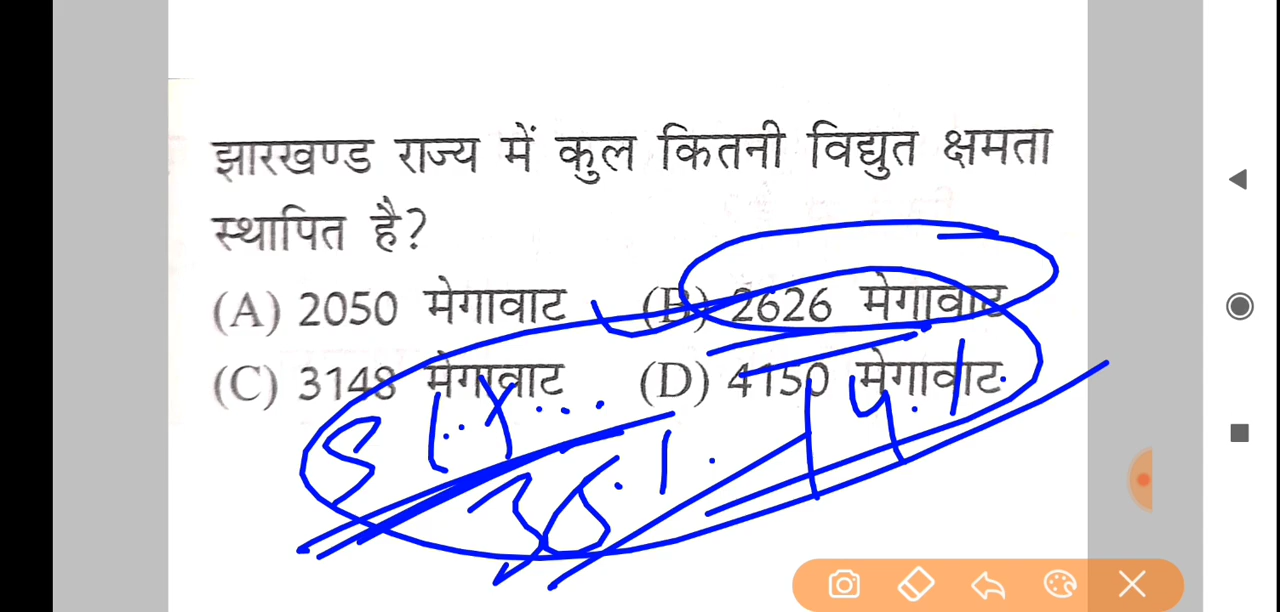 झारखण्ड राज्य में कुल कितनी विद्युत क्षमता
स्थापित है?
(A) 2050 मेगावाट (B) 2626 मेगावाट
(C) 3148 मेगावाट (D) 4150 मेगावाट